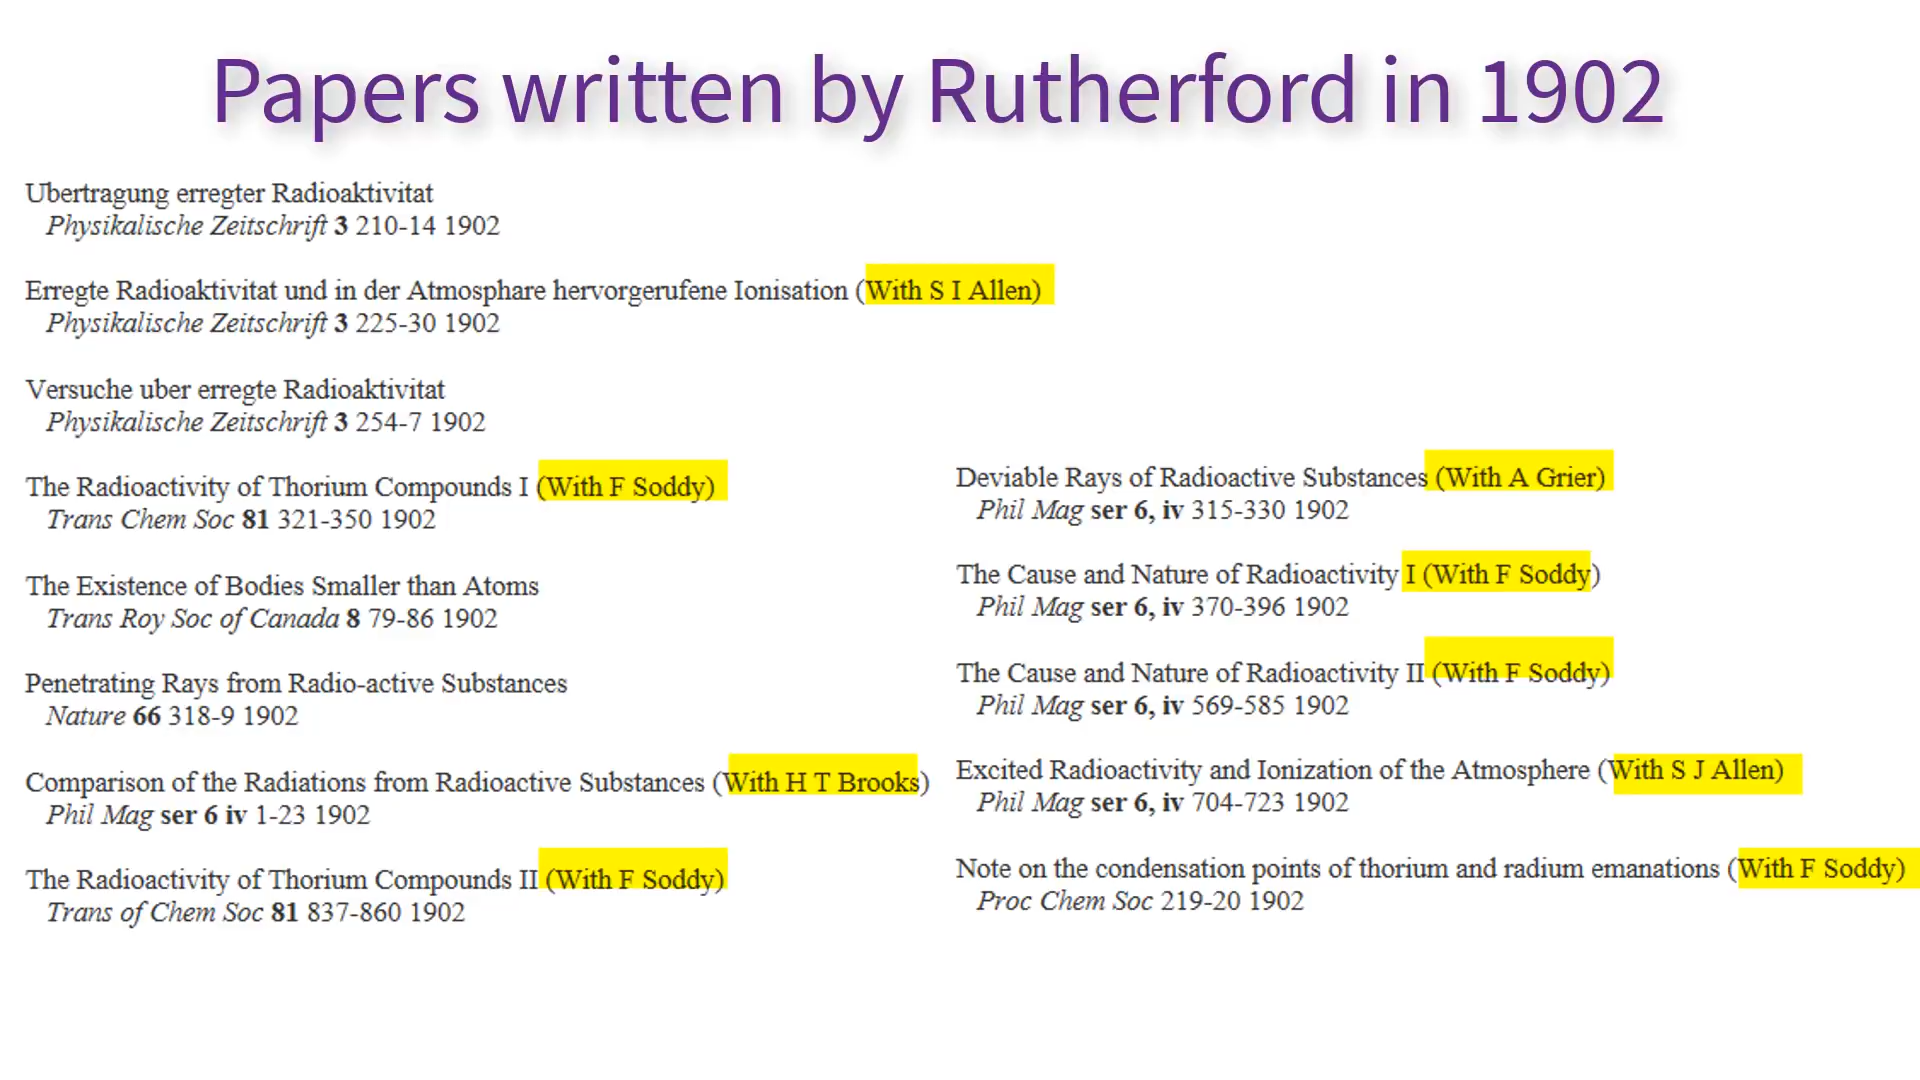 Papers written by Rutherford in 1902
Ubertragung erregter Radioaktivitat
Physikalische Zeitschrift 3 210-14 1902
Erregte Radioaktivitat und in der Atmosphare hervorgerufene Ionisation (With S I Allen)
Physikalische Zeitschrift 3 225-30 1902
Versuche uber erregte Radioaktivitat
Physikalische Zeitschrift 3 254-7 1902
The Radioactivity of Thorium Compounds I (With F Soddy)
Trans Chem Soc 81 321-350 1902
The Existence of Bodies Smaller than Atoms
Trans Roy Soc of Canada 8 79-86 1902
Penetrating Rays from Radio-active Substances
Nature 66 318-9 1902
Comparison of the Radiations from Radioactive Substances (With H T Brooks)
Phil Mag ser 6 iv 1-23 1902
The Radioactivity of Thorium Compounds II (With F Soddy)
Trans of Chem Soc 81 837-860 1902
Deviable Rays of Radioactive Substances (With A Grier)
Phil Mag ser 6, iv 315-330 1902
The Cause and Nature of Radioactivity I (With F Soddy)
Phil Mag ser 6, iv 370-396 1902
The Cause and Nature of Radioactivity II (With F Soddy)
Phil Mag ser 6, iv 569-585 1902
Excited Radioactivity and Ionization of the Atmosphere (With S J Allen)
Phil Mag ser 6, iv 704-723 1902
Note on the condensation points of thorium and radium emanations (With F Soddy)
Proc Chem Soc 219-20 1902